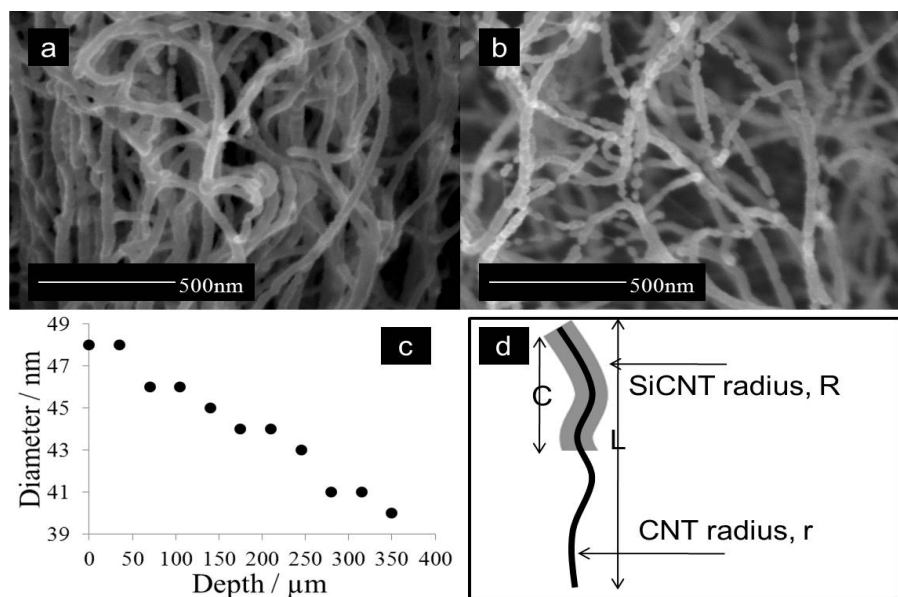 a
b
500nm
500nm
c
49
47
45
43
41
39
Diameter / nm
0 50 100 150 200 250 300 350 400
Depth / µm
d
C
L
SiCNT radius, R
CNT radius, r